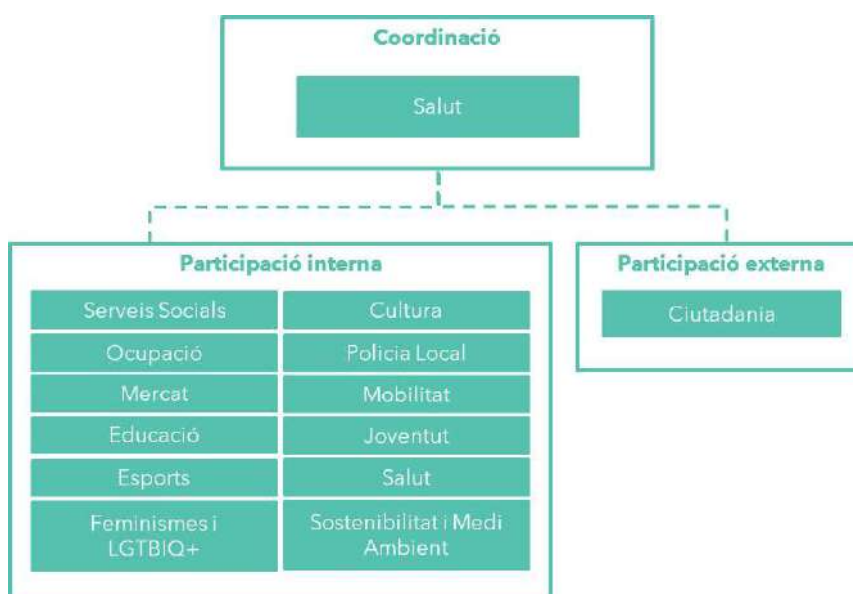 Coordinació
Salut
Participació interna
Serveis Socials
Cultura
Ocupació
Policia Local
Mercat
Mobilitat
Educació
Joventut
Esports
Salut
Feminismes i
LGTBIQ+
Sostenibilitat i Medi
Ambient
Participació externa
Ciutadania